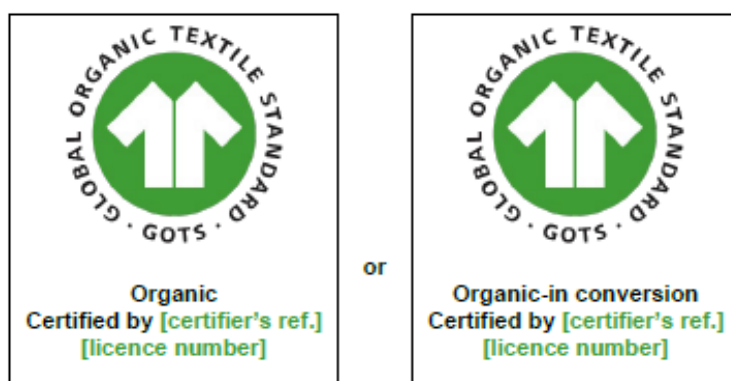 GLOBAL ORGANIC TEXTILE STANDARD · GOTS ·
Organic
Certified by [certifier's ref.]
[licence number]
or
GLOBAL ORGANIC TEXTILE STANDARD · GOTS ·
Organic-in conversion
Certified by [certifier's ref.]
[licence number]